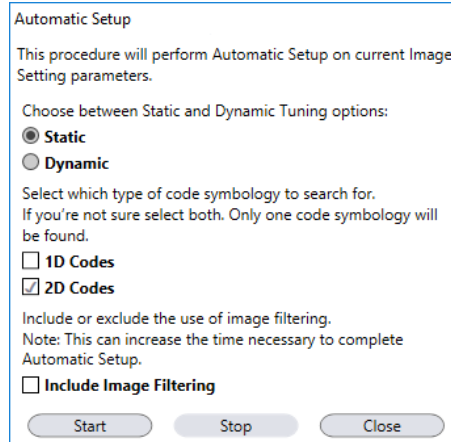 Automatic Setup
This procedure will perform Automatic Setup on current Image
Setting parameters.
Choose between Static and Dynamic Tuning options:
Static
Dynamic
Select which type of code symbology to search for.
If you're not sure select both. Only one code symbology will
be found.
1D Codes
2D Codes
Include or exclude the use of image filtering.
Note: This can increase the time necessary to complete
Automatic Setup.
Include Image Filtering
Start Stop Close